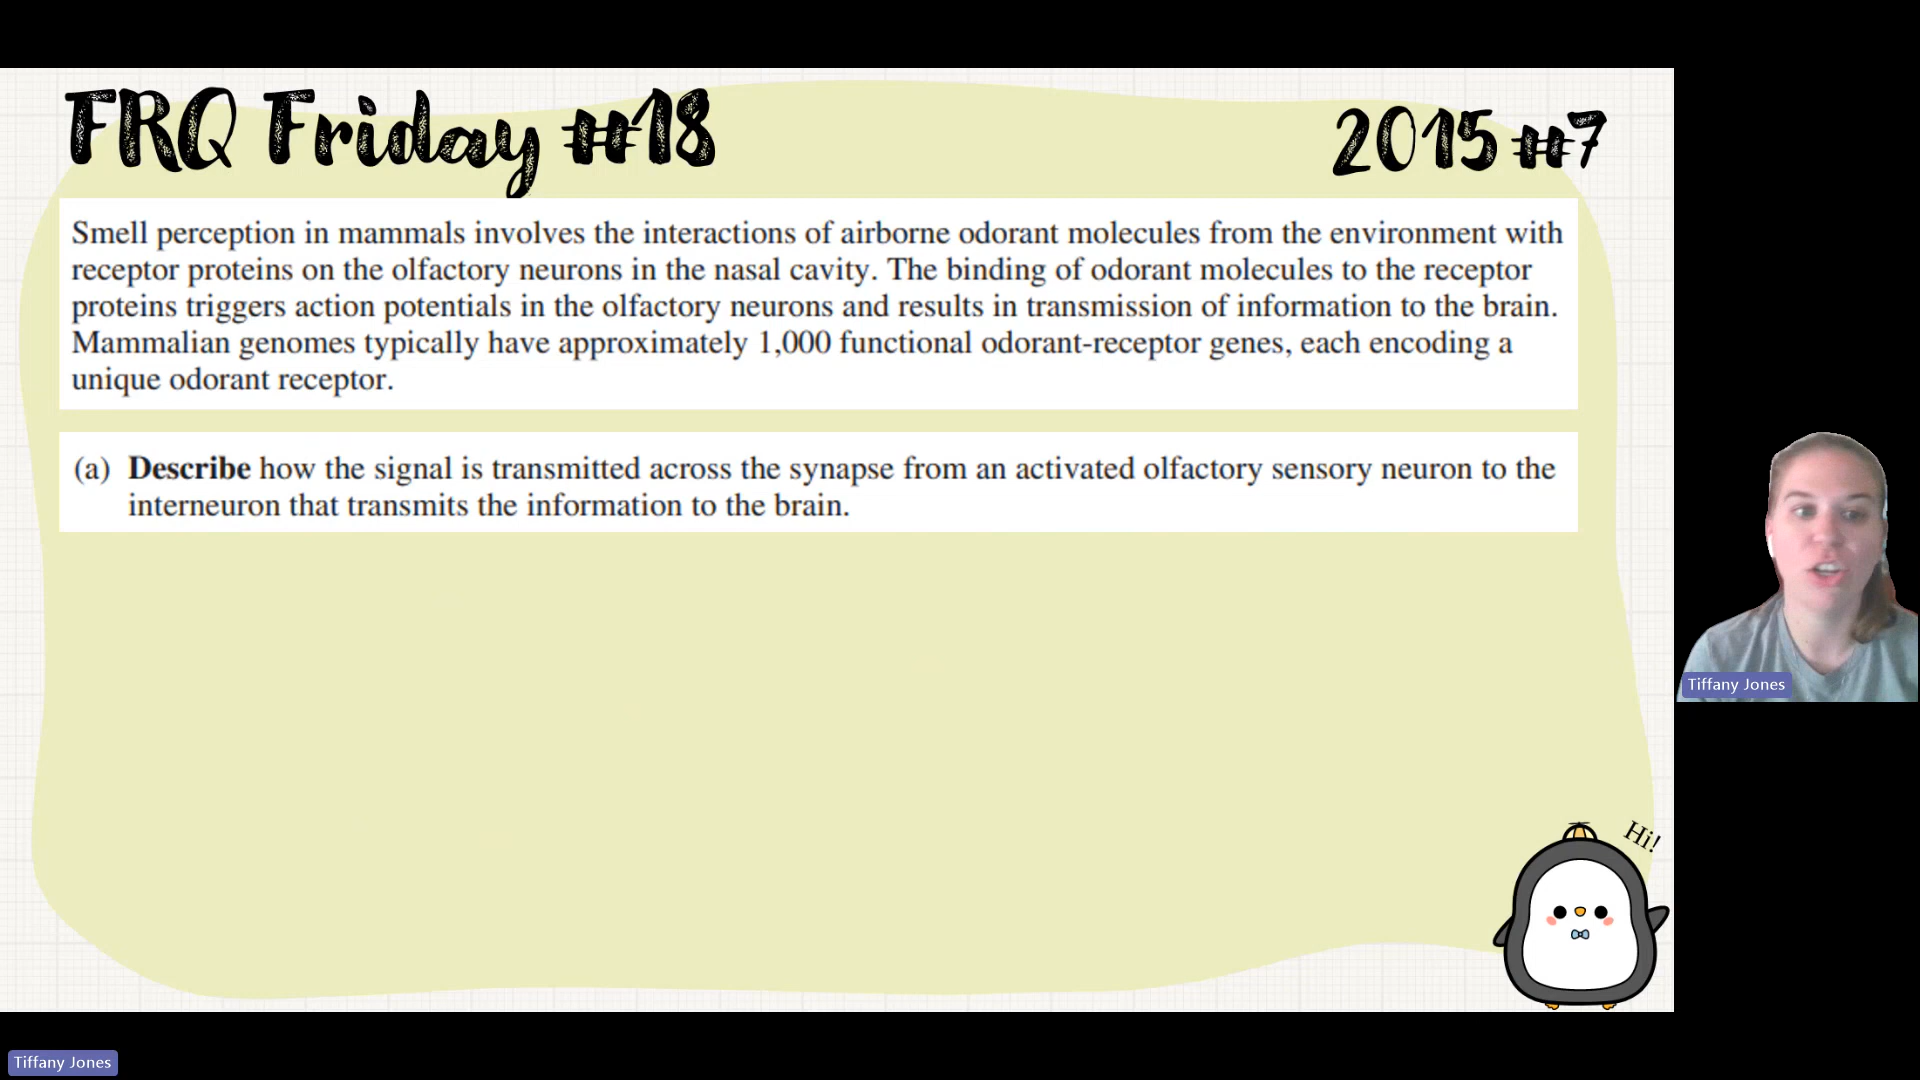 FRQ Friday #18
2015 #7
Smell perception in mammals involves the interactions of airborne odorant molecules from the environment with
receptor proteins on the olfactory neurons in the nasal cavity. The binding of odorant molecules to the receptor
proteins triggers action potentials in the olfactory neurons and results in transmission of information to the brain.
Mammalian genomes typically have approximately 1,000 functional odorant-receptor genes, each encoding a
unique odorant receptor.
(a) Describe how the signal is transmitted across the synapse from an activated olfactory sensory neuron to the
interneuron that transmits the information to the brain.
Tiffany Jones
Hi!
Tiffany Jones